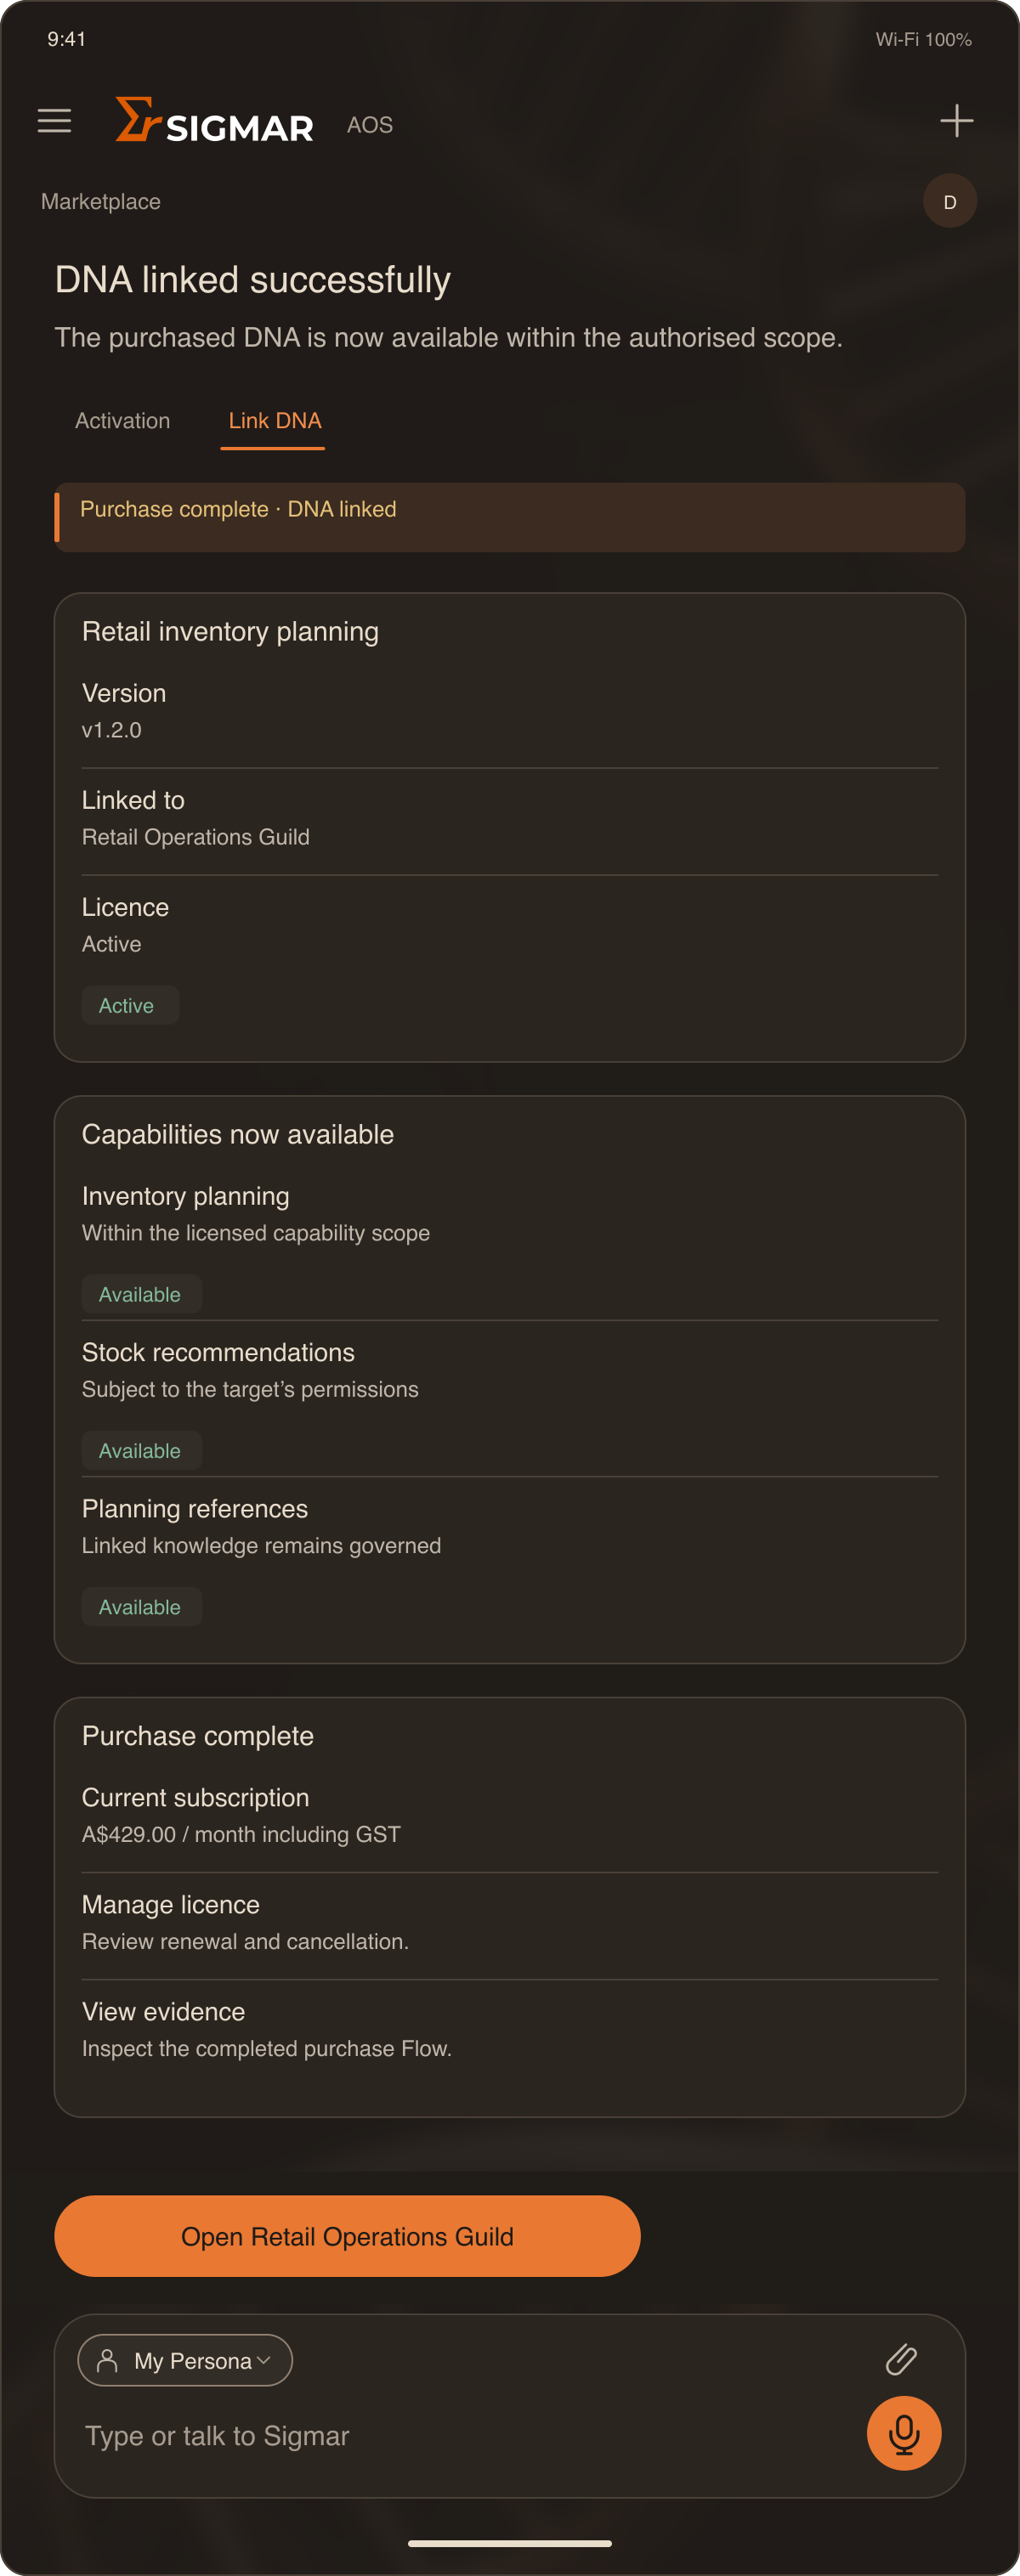 9:41
Wi-Fi 100%
Σr SIGMAR AOS
Marketplace
D
DNA linked successfully
The purchased DNA is now available within the authorised scope.
Activation
Link DNA
Purchase complete · DNA linked
Retail inventory planning
Version
v1.2.0
Linked to
Retail Operations Guild
Licence
Active
Active
Capabilities now available
Inventory planning
Within the licensed capability scope
Available
Stock recommendations
Subject to the target’s permissions
Available
Planning references
Linked knowledge remains governed
Available
Purchase complete
Current subscription
A$429.00 / month including GST
Manage licence
Review renewal and cancellation.
View evidence
Inspect the completed purchase Flow.
Open Retail Operations Guild
My Persona
Type or talk to Sigmar